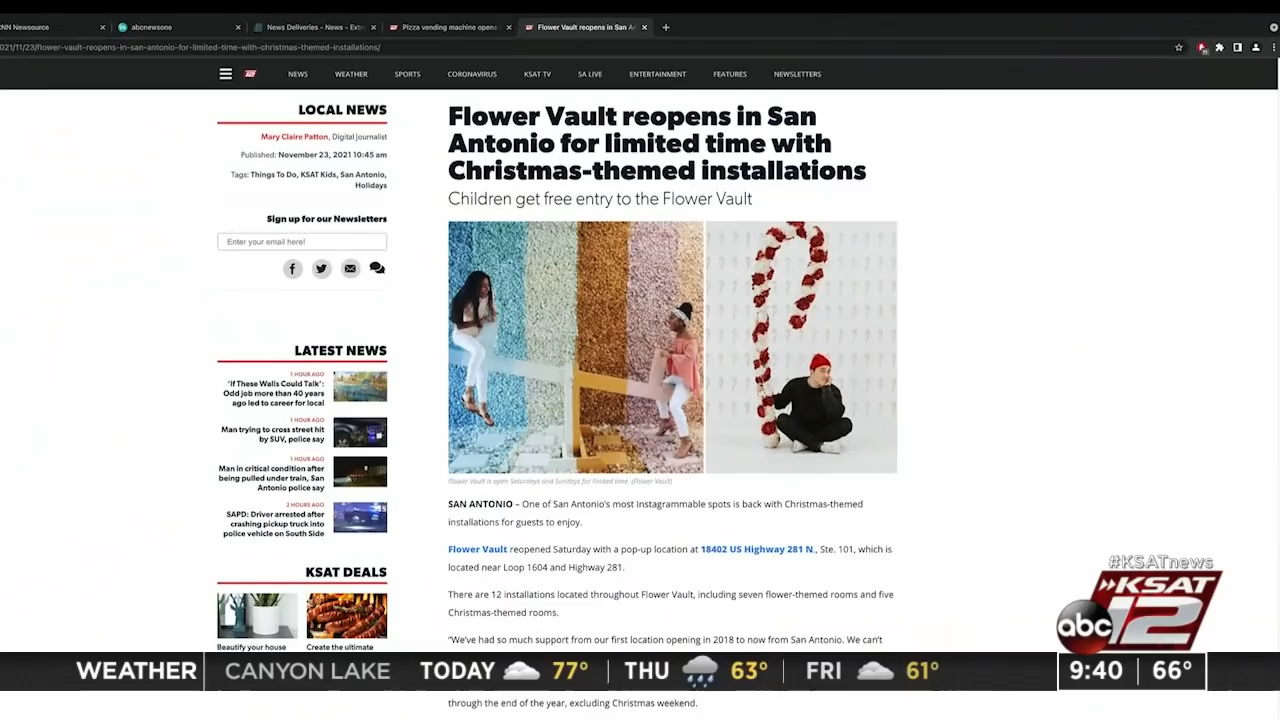 CNN Newsource
abcnewsone
News Deliveries – News – Extr
Pizza vending machine opens
Flower Vault reopens in San An
021/11/23/flower-vault-reopens-in-san-antonio-for-limited-time-with-christmas-themed-installations/
NEWS WEATHER SPORTS CORONAVIRUS KSAT TV SA LIVE ENTERTAINMENT FEATURES NEWSLETTERS
LOCAL NEWS
Mary Claire Patton, Digital journalist
Published: November 23, 2021 10:45 am
Tags: Things To Do, KSAT Kids, San Antonio,
Holidays
Sign up for our Newsletters
Enter your email here!
LATEST NEWS
1 HOUR AGO
'If These Walls Could Talk':
Odd job more than 40 years
ago led to career for local
1 HOUR AGO
Man trying to cross street hit
by SUV, police say
1 HOUR AGO
Man in critical condition after
being pulled under train, San
Antonio police say
2 HOURS AGO
SAPD: Driver arrested after
crashing pickup truck into
police vehicle on South Side
KSAT DEALS
Beautify your house
Create the ultimate
Flower Vault reopens in San
Antonio for limited time with
Christmas-themed installations
Children get free entry to the Flower Vault
Flower Vault is open Saturdays and Sundays for limited time. (Flower Vault)
SAN ANTONIO – One of San Antonio's most Instagrammable spots is back with Christmas-themed
installations for guests to enjoy.
Flower Vault reopened Saturday with a pop-up location at 18402 US Highway 281 N., Ste. 101, which is
located near Loop 1604 and Highway 281.
There are 12 installations located throughout Flower Vault, including seven flower-themed rooms and five
Christmas-themed rooms.
"We've had so much support from our first location opening in 2018 to now from San Antonio. We can't
through the end of the year, excluding Christmas weekend.
#KSATnews
KSAT
abc 12
WEATHER CANYON LAKE TODAY 77° THU 63° FRI 61° 9:40 66°